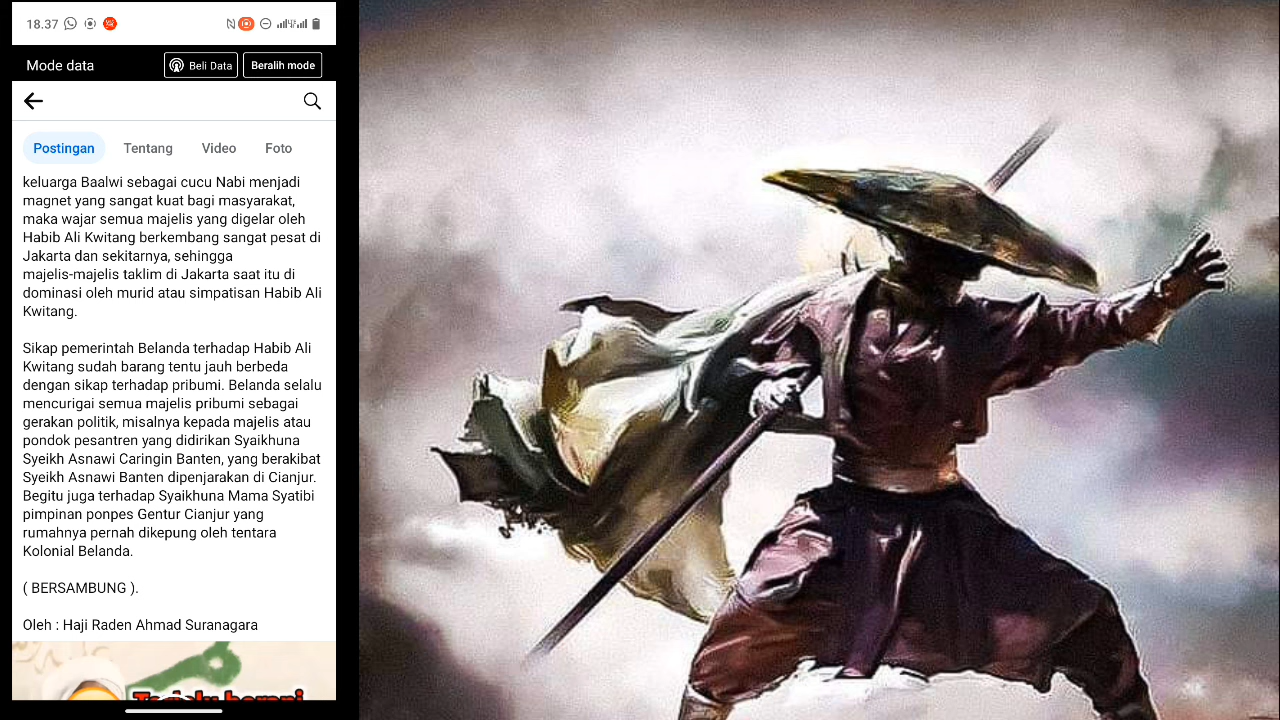 18.37
Mode data
Beli Data
Beralih mode
Postingan
Tentang
Video
Foto
keluarga Baalwi sebagai cucu Nabi menjadi
magnet yang sangat kuat bagi masyarakat,
maka wajar semua majelis yang digelar oleh
Habib Ali Kwitang berkembang sangat pesat di
Jakarta dan sekitarnya, sehingga
majelis-majelis taklim di Jakarta saat itu di
dominasi oleh murid atau simpatisan Habib Ali
Kwitang.
Sikap pemerintah Belanda terhadap Habib Ali
Kwitang sudah barang tentu jauh berbeda
dengan sikap terhadap pribumi. Belanda selalu
mencurigai semua majelis pribumi sebagai
gerakan politik, misalnya kepada majelis atau
pondok pesantren yang didirikan Syaikhuna
Syeikh Asnawi Caringin Banten, yang berakibat
Syeikh Asnawi Banten dipenjarakan di Cianjur.
Begitu juga terhadap Syaikhuna Mama Syatibi
pimpinan ponpes Gentur Cianjur yang
rumahnya pernah dikepung oleh tentara
Kolonial Belanda.
( BERSAMBUNG ).
Oleh : Haji Raden Ahmad Suranagara